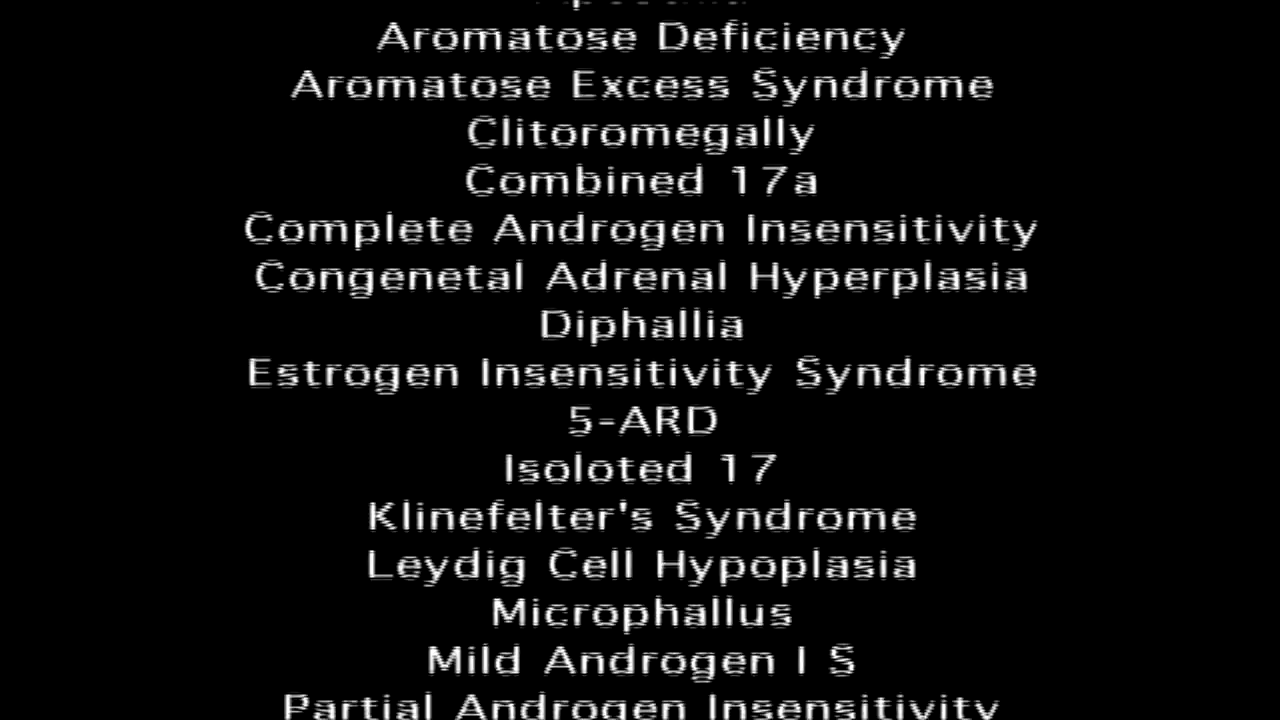 Aromatose Deficiency
Aromatose Excess Syndrome
Clitoromegally
Combined 17a
Complete Androgen Insensitivity
Congenetal Adrenal Hyperplasia
Diphallia
Estrogen Insensitivity Syndrome
5-ARD
Isoloted 17
Klinefelter's Syndrome
Leydig Cell Hypoplasia
Microphallus
Mild Androgen I S
Partial Androgen Insensitivity